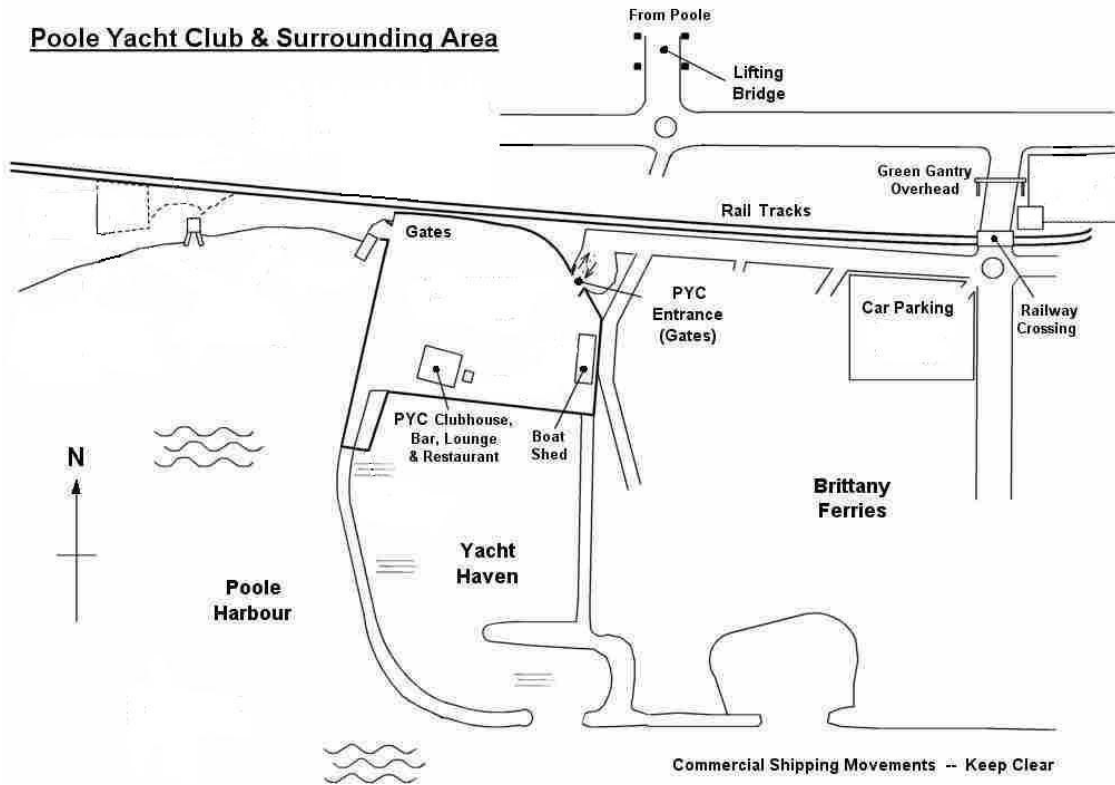 Poole Yacht Club & Surrounding Area
From Poole
Lifting
Bridge
Green Gantry
Overhead
Rail Tracks
Gates
PYC
Entrance
(Gates)
Car Parking
Railway
Crossing
PYC Clubhouse,
Bar, Lounge
& Restaurant
Boat
Shed
N
Brittany
Ferries
Yacht
Haven
Poole
Harbour
Commercial Shipping Movements -- Keep Clear